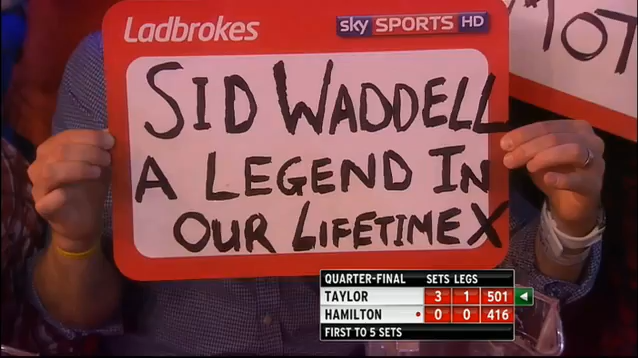 Ladbrokes
sky SPORTS HD
SID WADDELL
A LEGEND IN
OUR LIFETIME X
QUARTER-FINAL SETS LEGS
TAYLOR 3 1 501
HAMILTON 0 0 416
FIRST TO 5 SETS